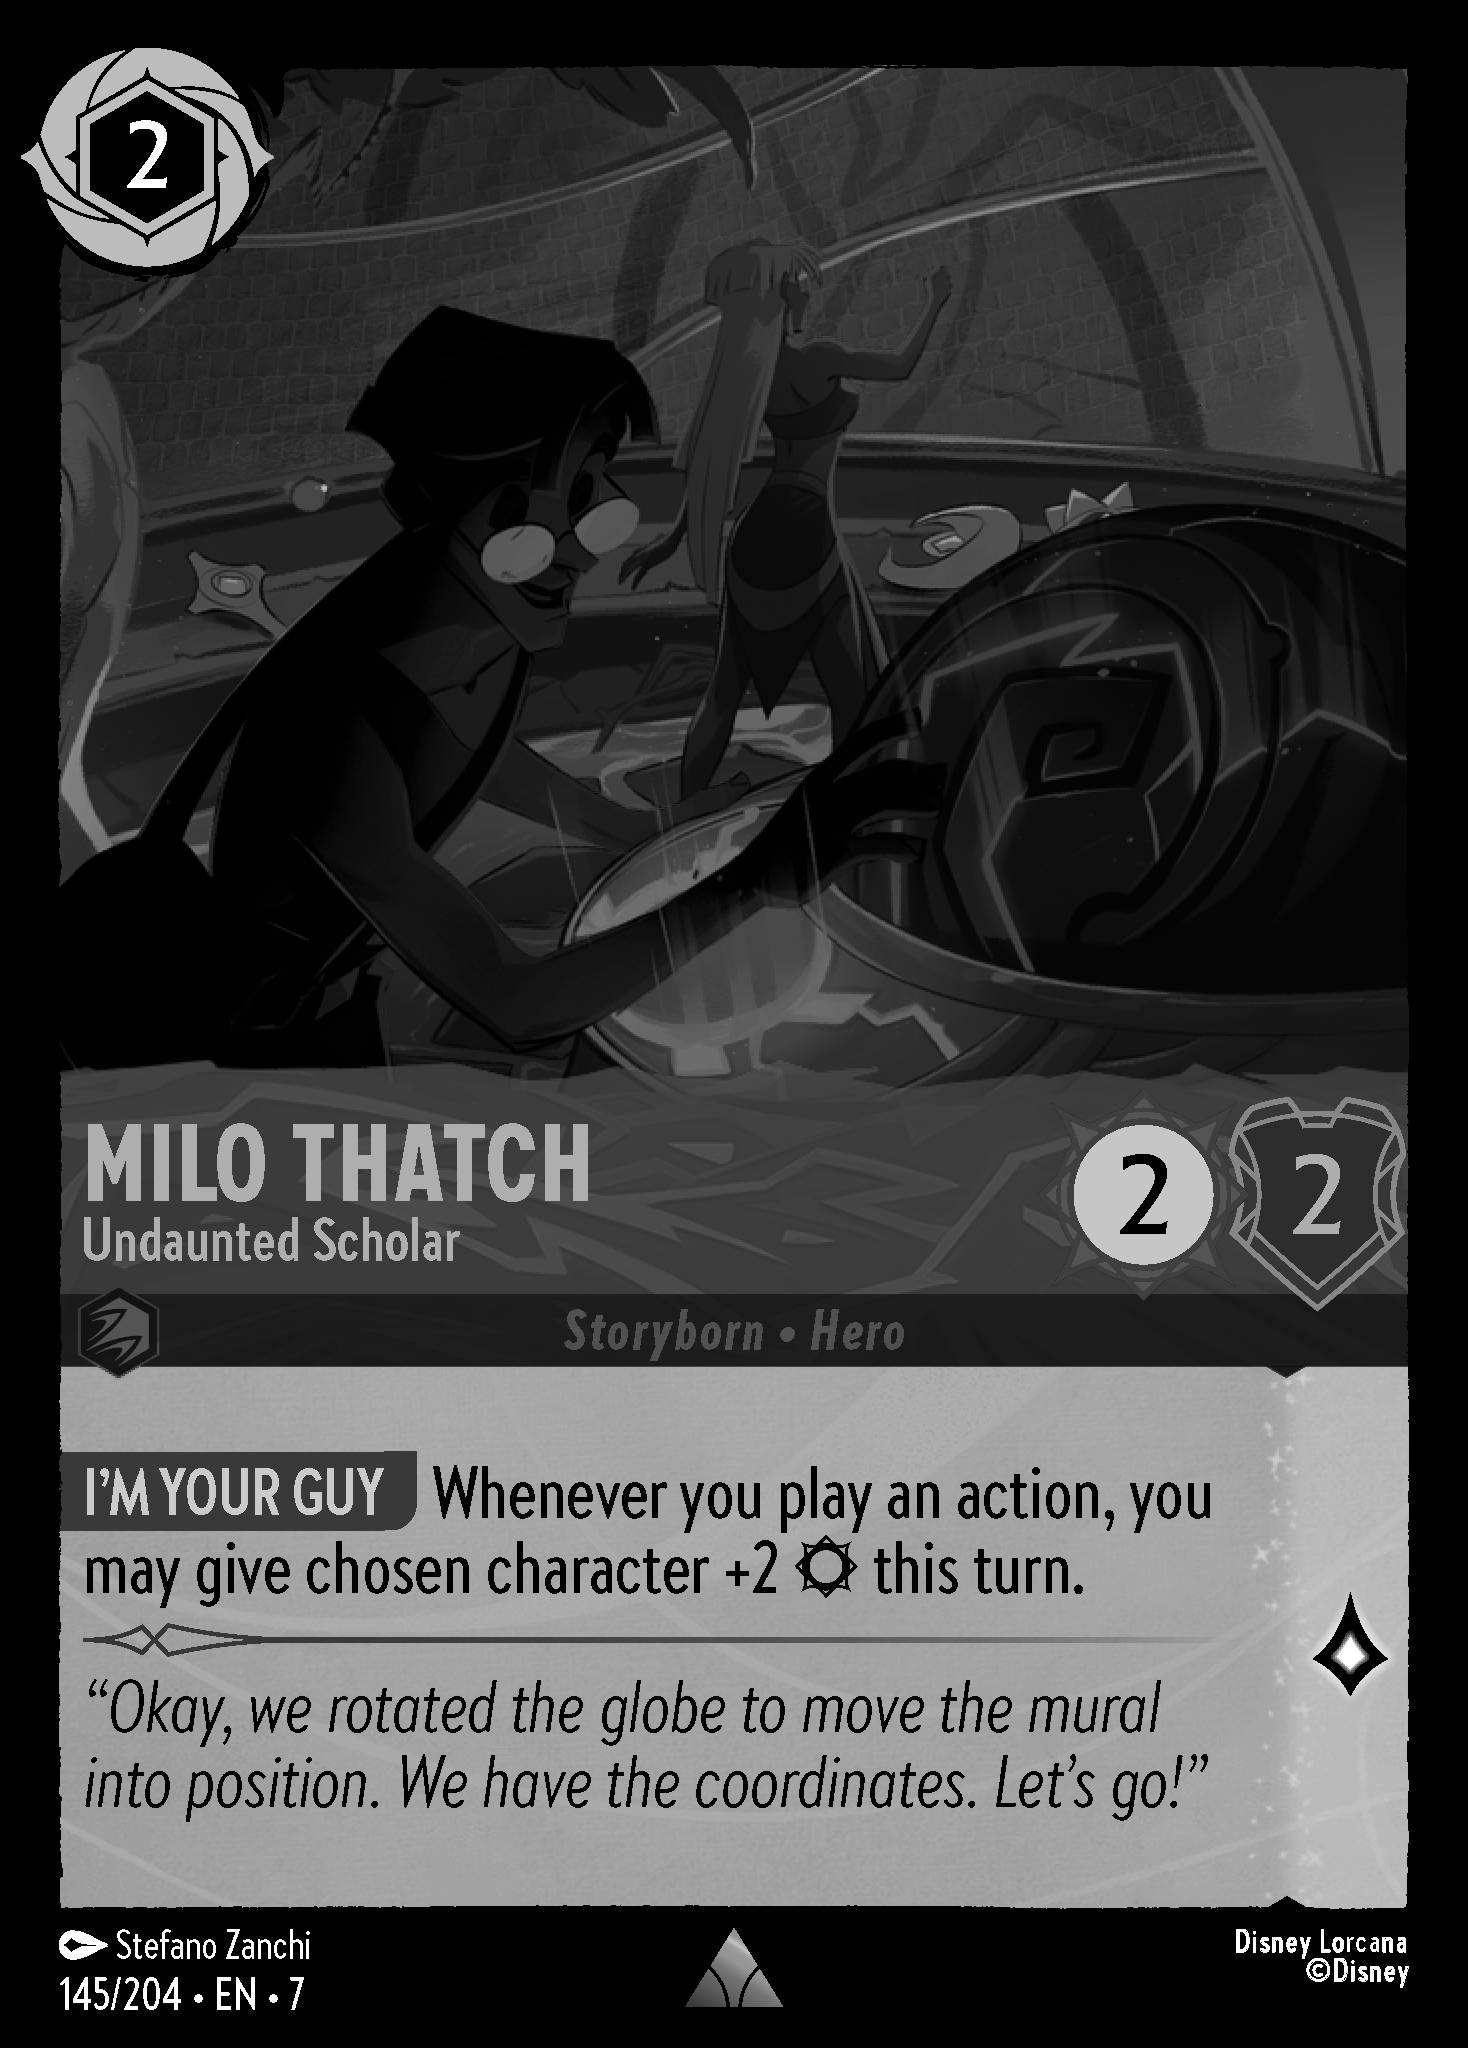 2
MILO THATCH
Undaunted Scholar
2 2
Storyborn • Hero
I'M YOUR GUY Whenever you play an action, you
may give chosen character +2 this turn.
“Okay, we rotated the globe to move the mural
into position. We have the coordinates. Let’s go!”
Stefano Zanchi
145/204 • EN • 7
Disney Lorcana
©Disney